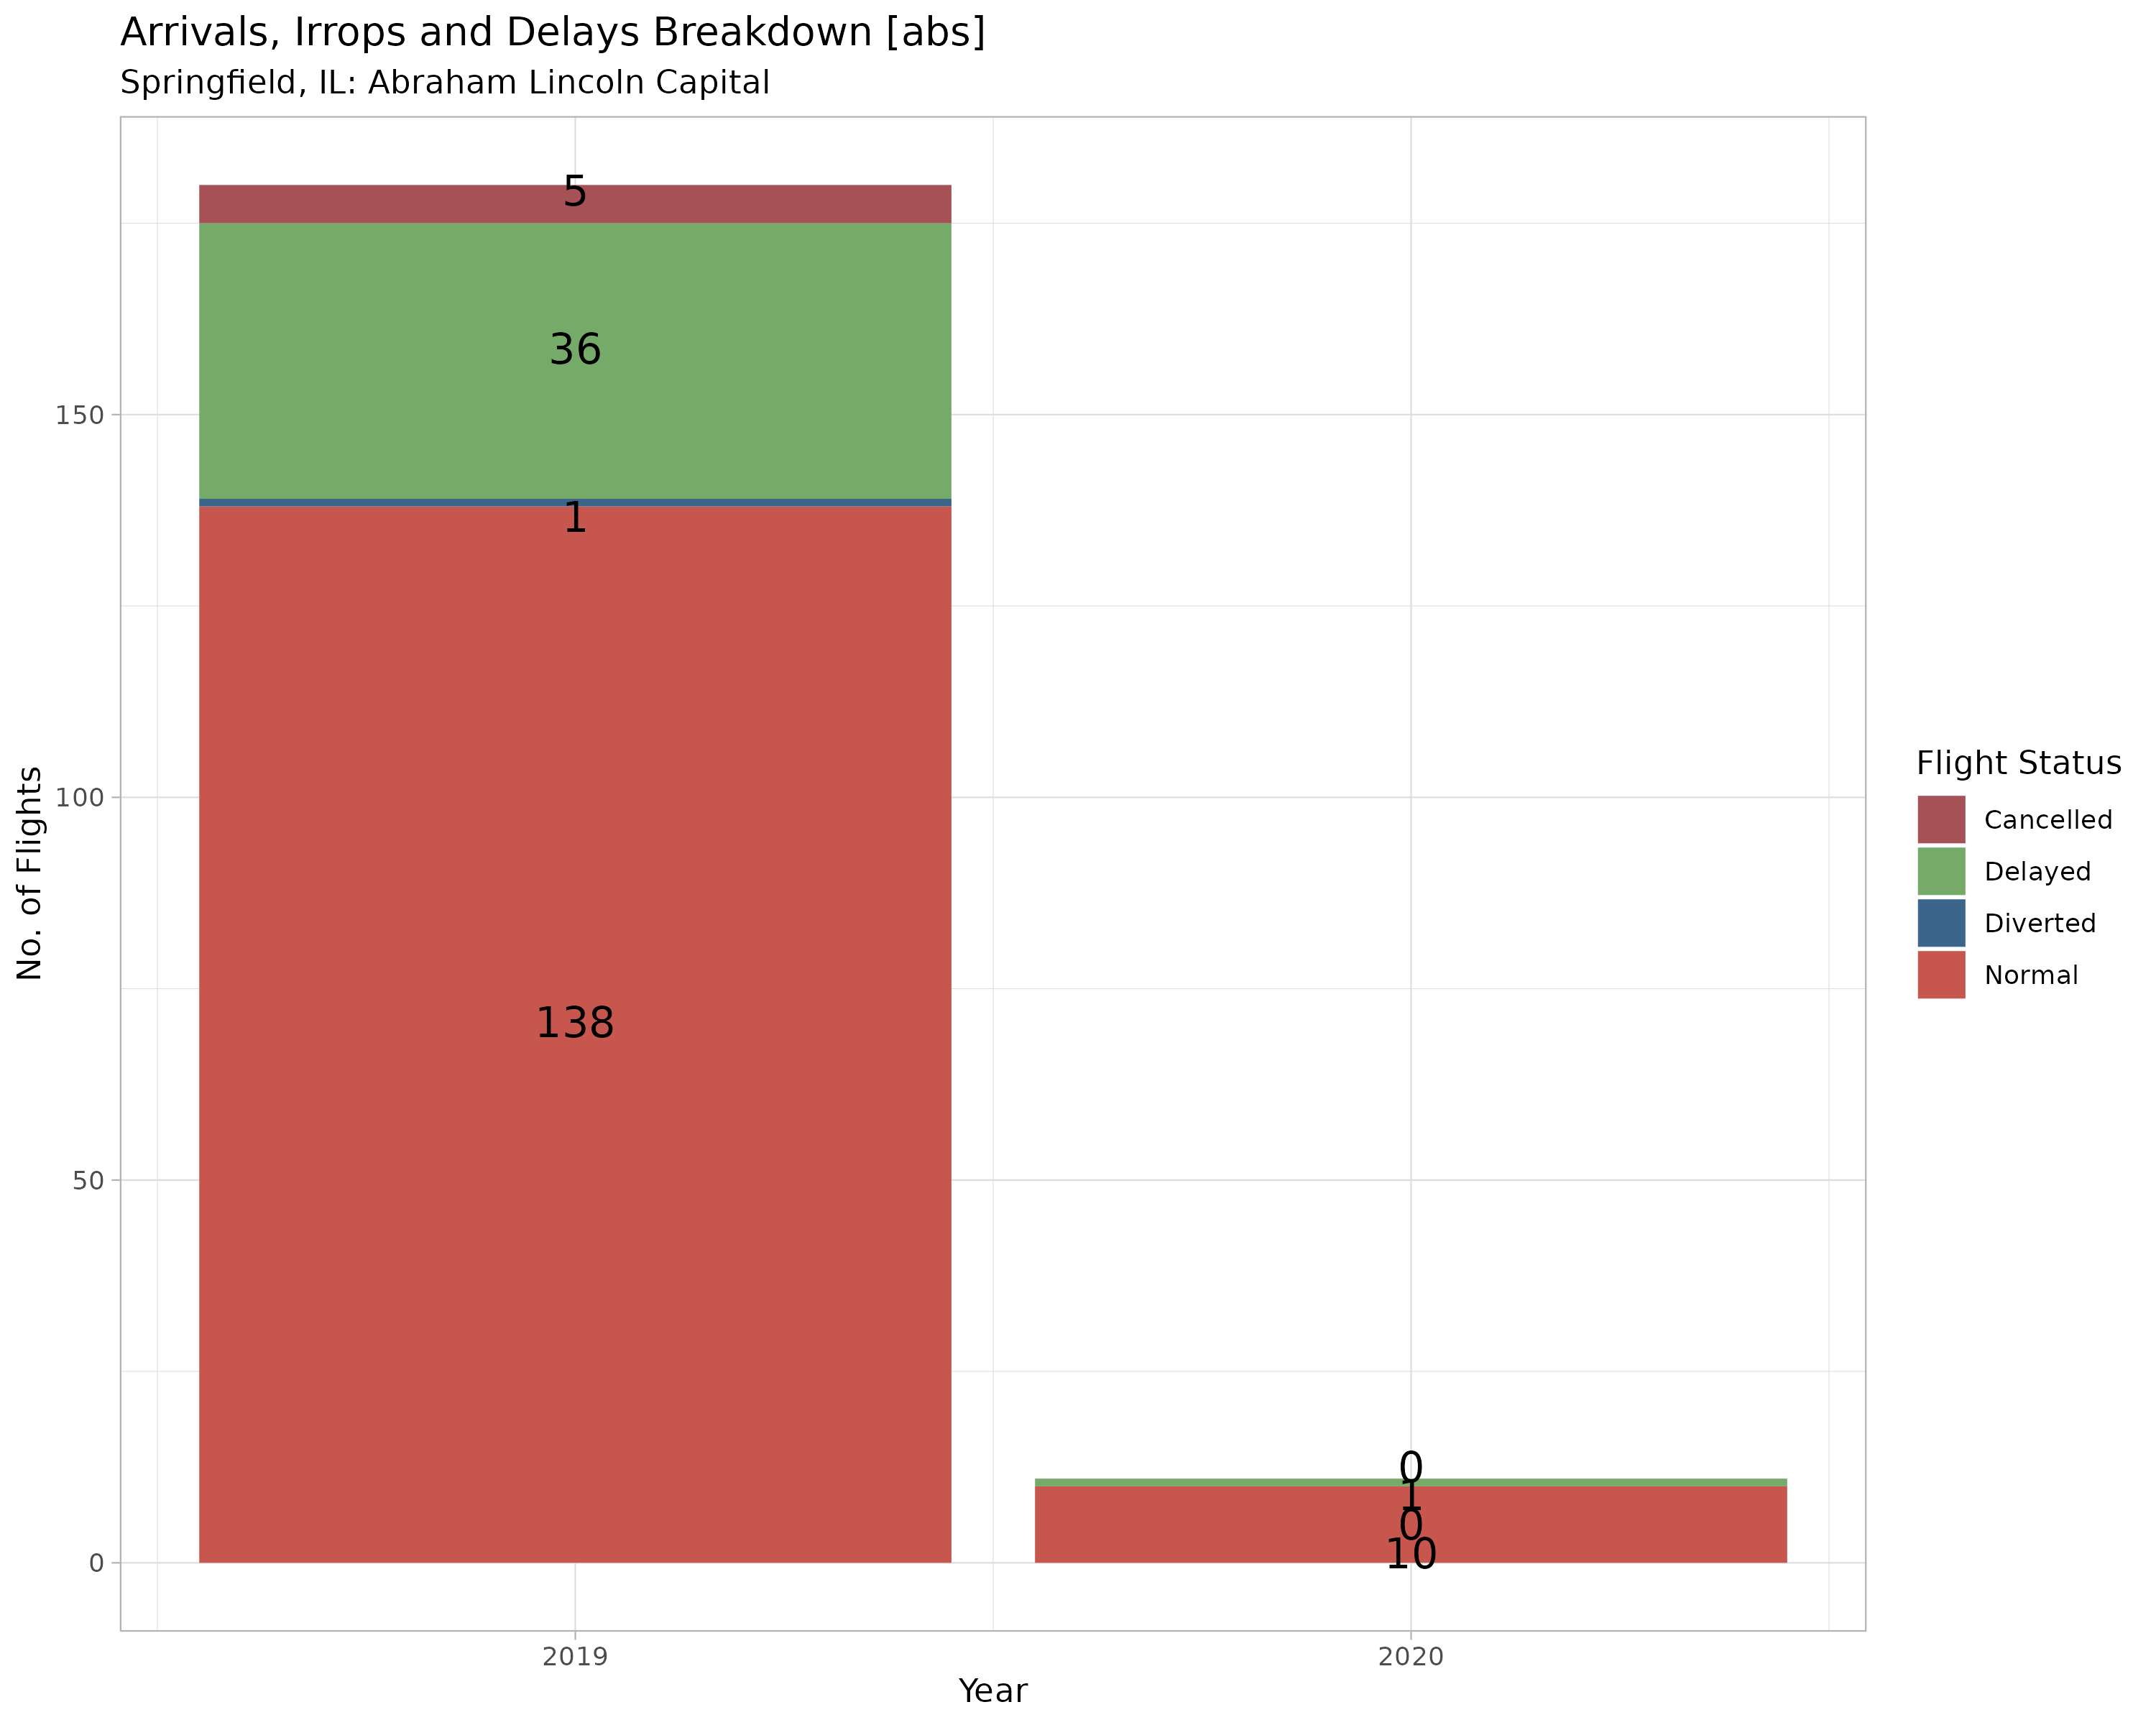 Arrivals, Irrops and Delays Breakdown [abs]
Springfield, IL: Abraham Lincoln Capital
No. of Flights
150
100
50
0
5
36
1
138
0
1
0
10
2019
2020
Year
Flight Status
Cancelled
Delayed
Diverted
Normal